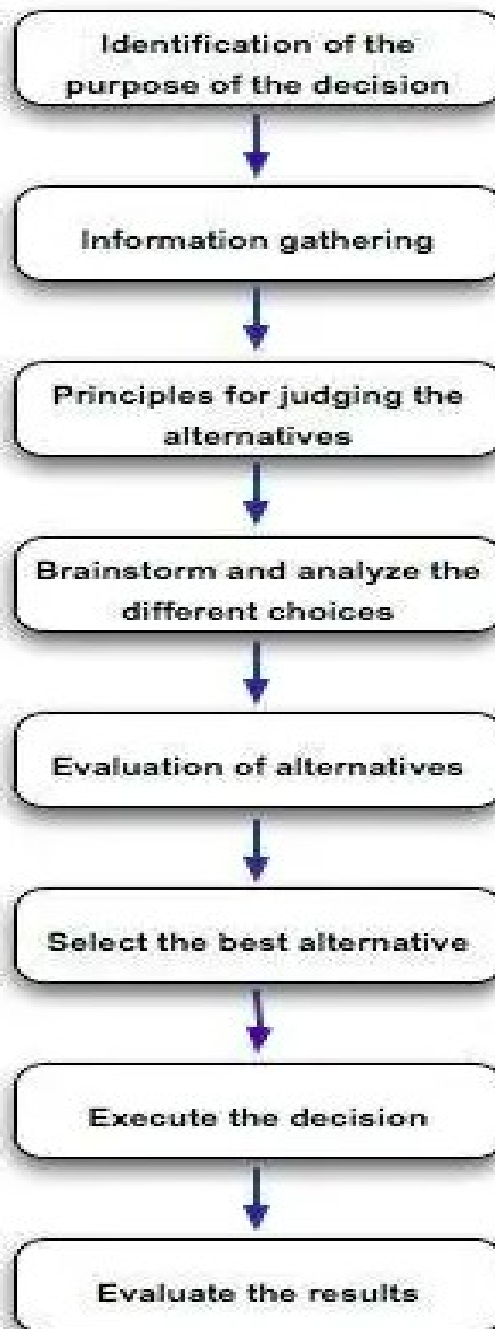 Identification of the
purpose of the decision
Information gathering
Principles for judging the
alternatives
Brainstorm and analyze the
different choices
Evaluation of alternatives
Select the best alternative
Execute the decision
Evaluate the results